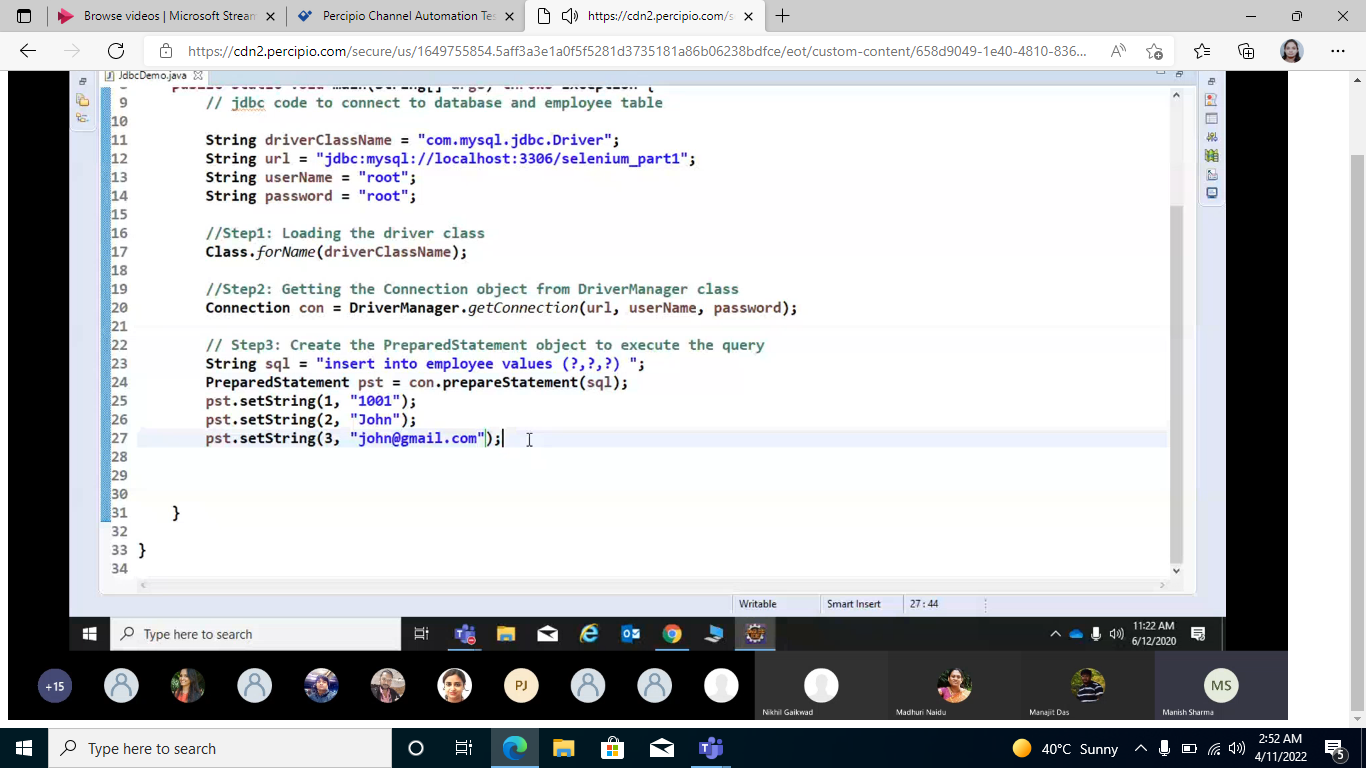 Browse videos | Microsoft Stream
Percipio Channel Automation Te
https://cdn2.percipio.com/s
https://cdn2.percipio.com/secure/us/1649755854.5aff3a3e1a0f5f5281d3735181a86b06238bdfce/eot/custom-content/658d9049-1e40-4810-836...
JdbcDemo.java
8 public static void main(String[] args) throws Exception {
9 // jdbc code to connect to database and employee table
10
11 String driverClassName = "com.mysql.jdbc.Driver";
12 String url = "jdbc:mysql://localhost:3306/selenium_part1";
13 String userName = "root";
14 String password = "root";
15
16 //Step1: Loading the driver class
17 Class.forName(driverClassName);
18
19 //Step2: Getting the Connection object from DriverManager class
20 Connection con = DriverManager.getConnection(url, userName, password);
21
22 // Step3: Create the PreparedStatement object to execute the query
23 String sql = "insert into employee values (?,?,?) ";
24 PreparedStatement pst = con.prepareStatement(sql);
25 pst.setString(1, "1001");
26 pst.setString(2, "John");
27 pst.setString(3, "john@gmail.com");
28
29
30
31 }
32
33 }
34
Writable Smart Insert 27 : 44
Type here to search
11:22 AM
6/12/2020
+15
PJ
MS
Nikhil Gaikwad
Madhuri Naidu
Manajit Das
Manish Sharma
Type here to search
40°C Sunny
2:52 AM
4/11/2022
5